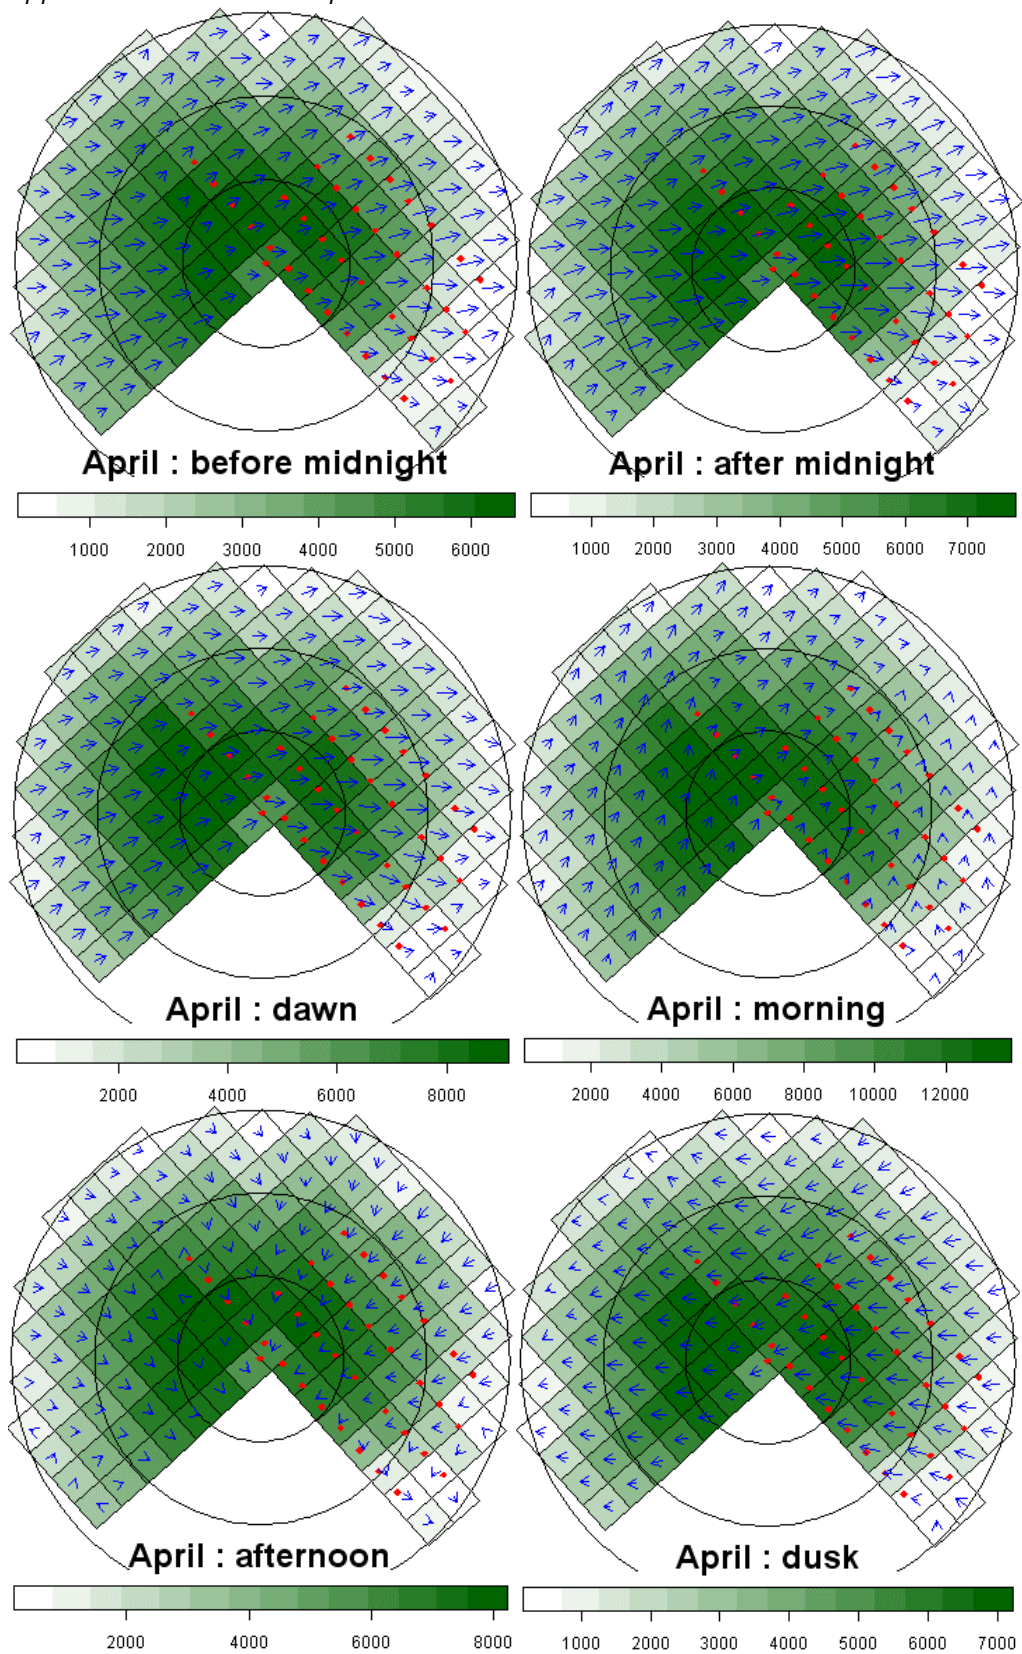 April : before midnight
April : after midnight
1000 2000 3000 4000 5000 6000
1000 2000 3000 4000 5000 6000 7000
April : dawn
April : morning
2000 4000 6000 8000
2000 4000 6000 8000 10000 12000
April : afternoon
April : dusk
2000 4000 6000 8000
1000 2000 3000 4000 5000 6000 7000